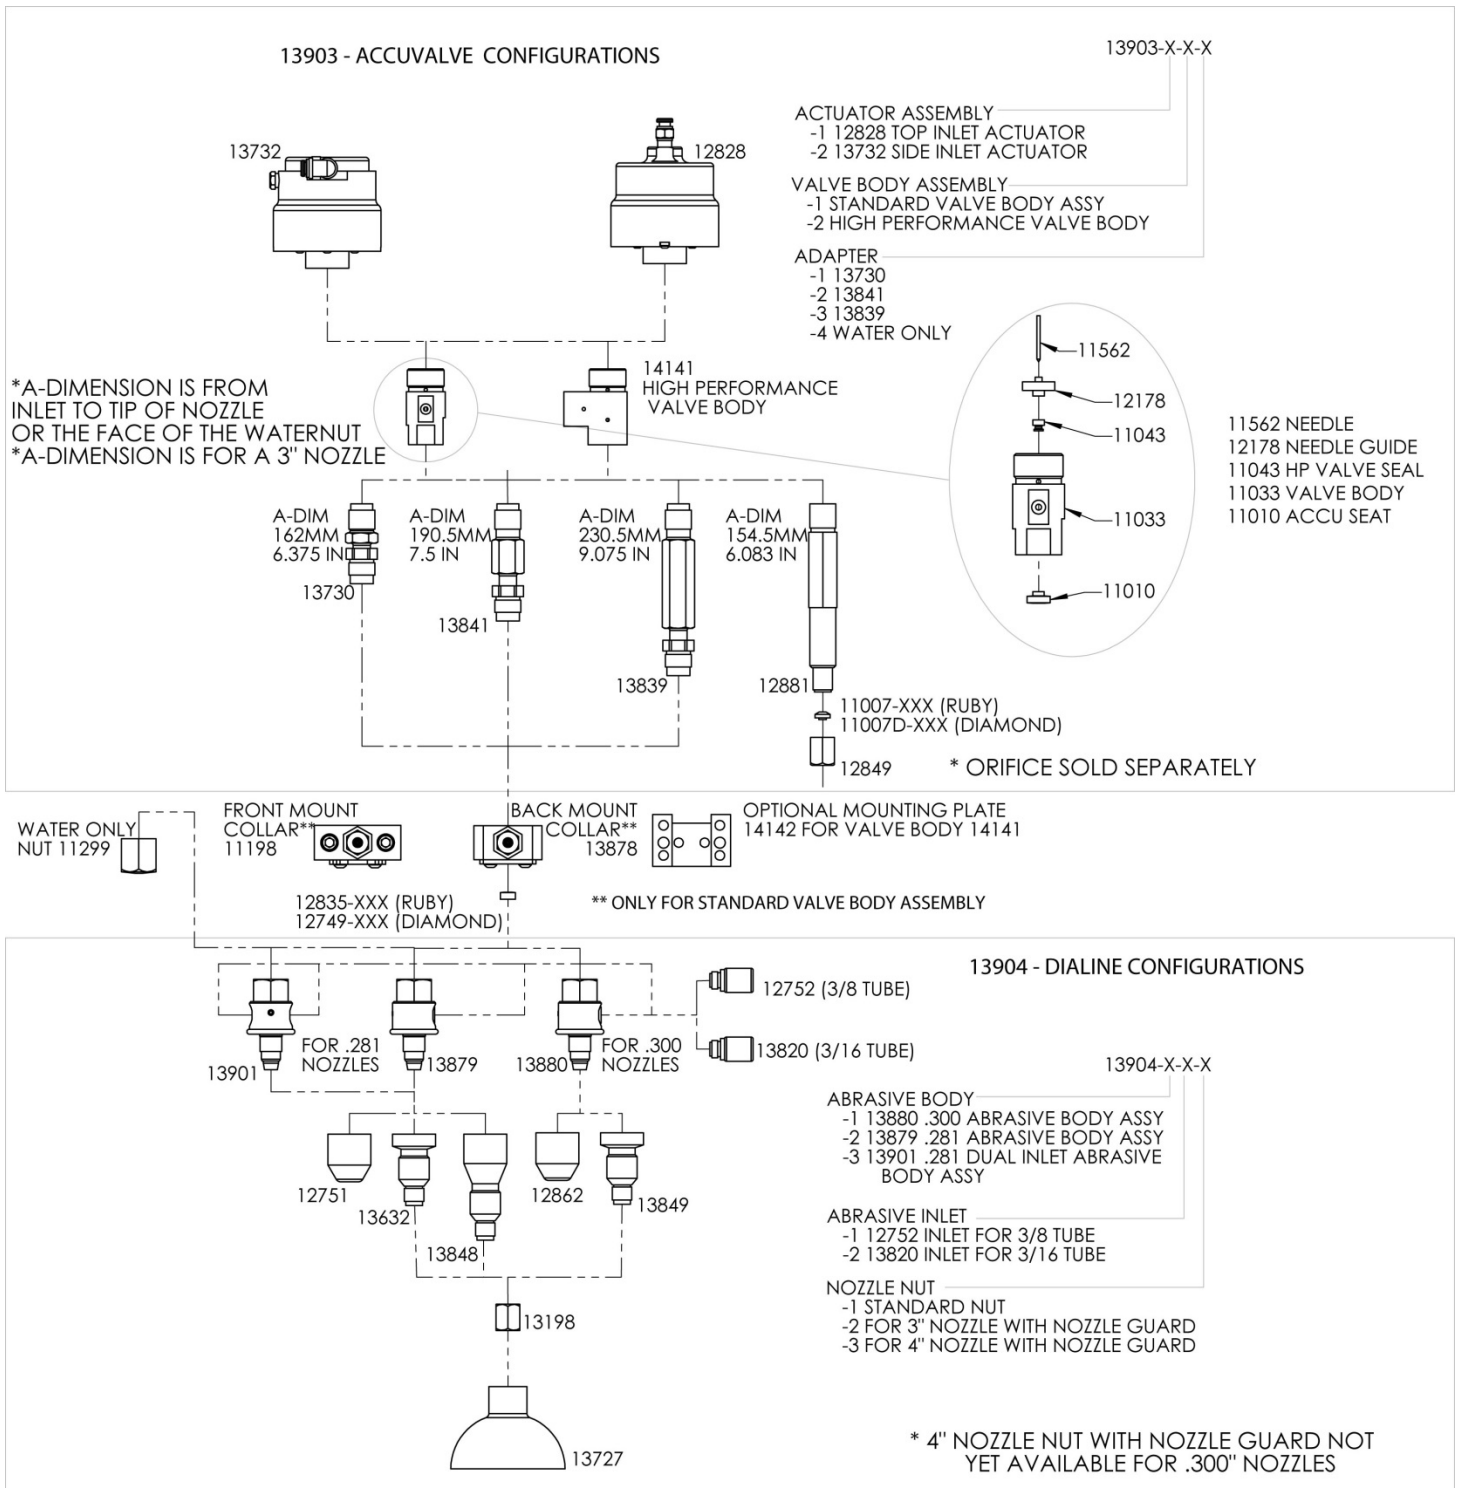 13903 - ACCUVALVE CONFIGURATIONS
13903-X-X-X
ACTUATOR ASSEMBLY
-1 12828 TOP INLET ACTUATOR
-2 13732 SIDE INLET ACTUATOR
VALVE BODY ASSEMBLY
-1 STANDARD VALVE BODY ASSY
-2 HIGH PERFORMANCE VALVE BODY
ADAPTER
-1 13730
-2 13841
-3 13839
-4 WATER ONLY
13732
12828
14141
HIGH PERFORMANCE
VALVE BODY
*A-DIMENSION IS FROM
INLET TO TIP OF NOZZLE
OR THE FACE OF THE WATERNUT
*A-DIMENSION IS FOR A 3" NOZZLE
11562
12178
11043
11033
11010
11562 NEEDLE
12178 NEEDLE GUIDE
11043 HP VALVE SEAL
11033 VALVE BODY
11010 ACCU SEAT
A-DIM
162MM
6.375 IN
13730
A-DIM
190.5MM
7.5 IN
13841
A-DIM
230.5MM
9.075 IN
13839
A-DIM
154.5MM
6.083 IN
12881
11007-XXX (RUBY)
11007D-XXX (DIAMOND)
12849
* ORIFICE SOLD SEPARATELY
WATER ONLY
NUT 11299
FRONT MOUNT
COLLAR**
11198
BACK MOUNT
COLLAR**
13878
OPTIONAL MOUNTING PLATE
14142 FOR VALVE BODY 14141
12835-XXX (RUBY)
12749-XXX (DIAMOND)
** ONLY FOR STANDARD VALVE BODY ASSEMBLY
13904 - DIALINE CONFIGURATIONS
12752 (3/8 TUBE)
13820 (3/16 TUBE)
13901
FOR .281
NOZZLES
13879
13880
FOR .300
NOZZLES
13904-X-X-X
ABRASIVE BODY
-1 13880 .300 ABRASIVE BODY ASSY
-2 13879 .281 ABRASIVE BODY ASSY
-3 13901 .281 DUAL INLET ABRASIVE
BODY ASSY
ABRASIVE INLET
-1 12752 INLET FOR 3/8 TUBE
-2 13820 INLET FOR 3/16 TUBE
NOZZLE NUT
-1 STANDARD NUT
-2 FOR 3" NOZZLE WITH NOZZLE GUARD
-3 FOR 4" NOZZLE WITH NOZZLE GUARD
12751
13632
13848
12862
13849
13198
13727
* 4" NOZZLE NUT WITH NOZZLE GUARD NOT
YET AVAILABLE FOR .300" NOZZLES